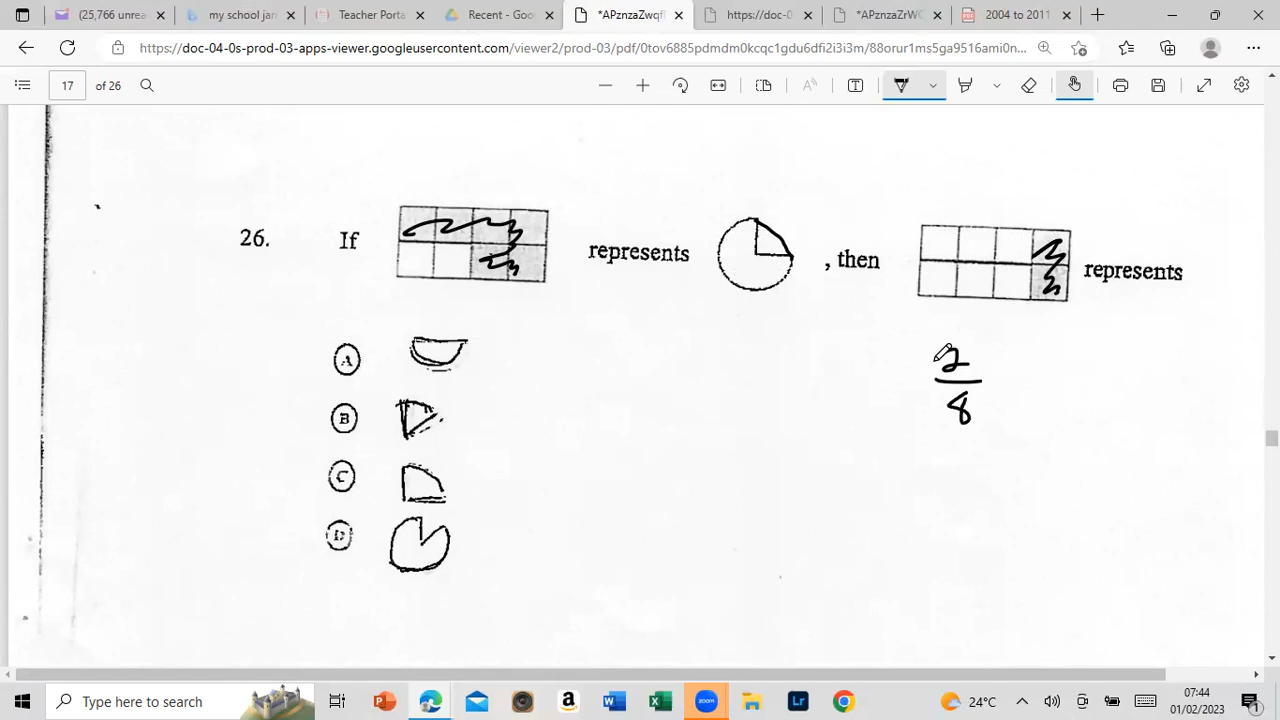 (25,766 unrea
my school jan
Teacher Porta
Recent - Goo
*APznzaZwqfl
https://doc-0
*APznzaZrWC
2004 to 2011
https://doc-04-0s-prod-03-apps-viewer.googleusercontent.com/viewer2/prod-03/pdf/0tov6885pdmdm0kcqc1gdu6dfi2i3i3m/88orur1ms5ga9516ami0n...
17 of 26
26. If represents , then represents
A
B
C
D
2
8
Type here to search
24°C
07:44
01/02/2023